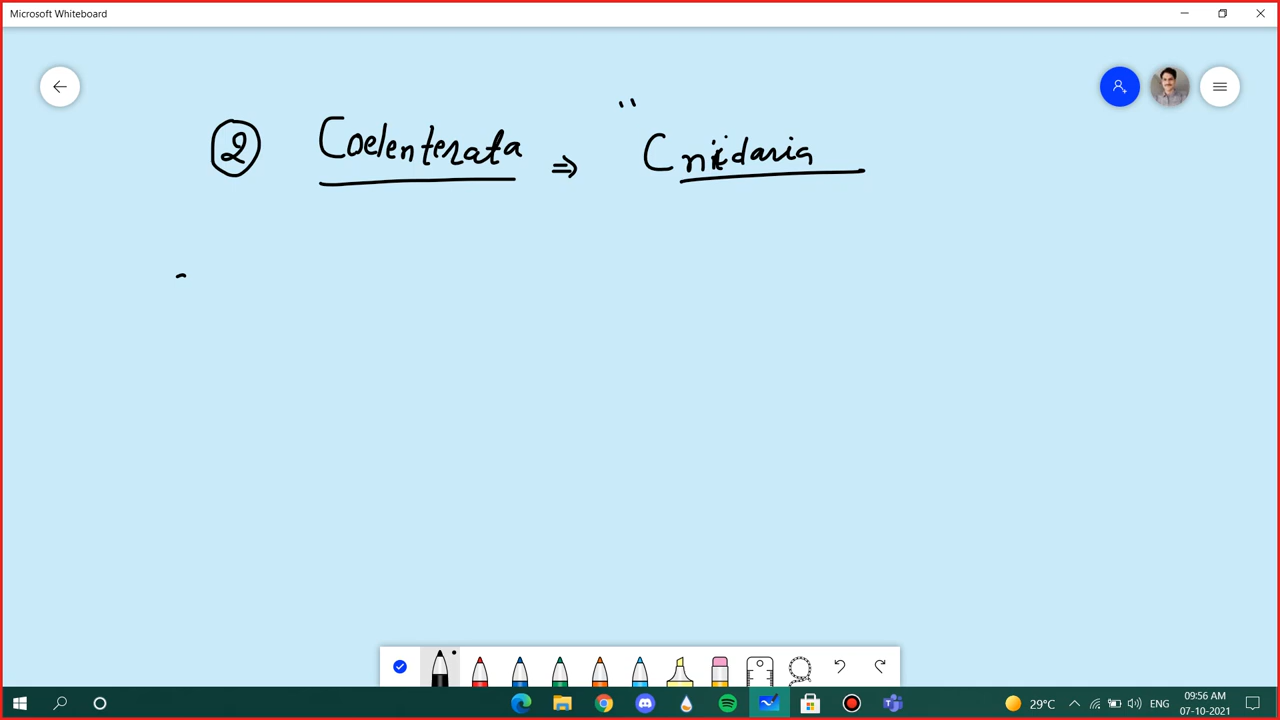 Microsoft Whiteboard
2 Coelenterata ⇒ Cnidaria
29°C
ENG
09:56 AM
07-10-2021